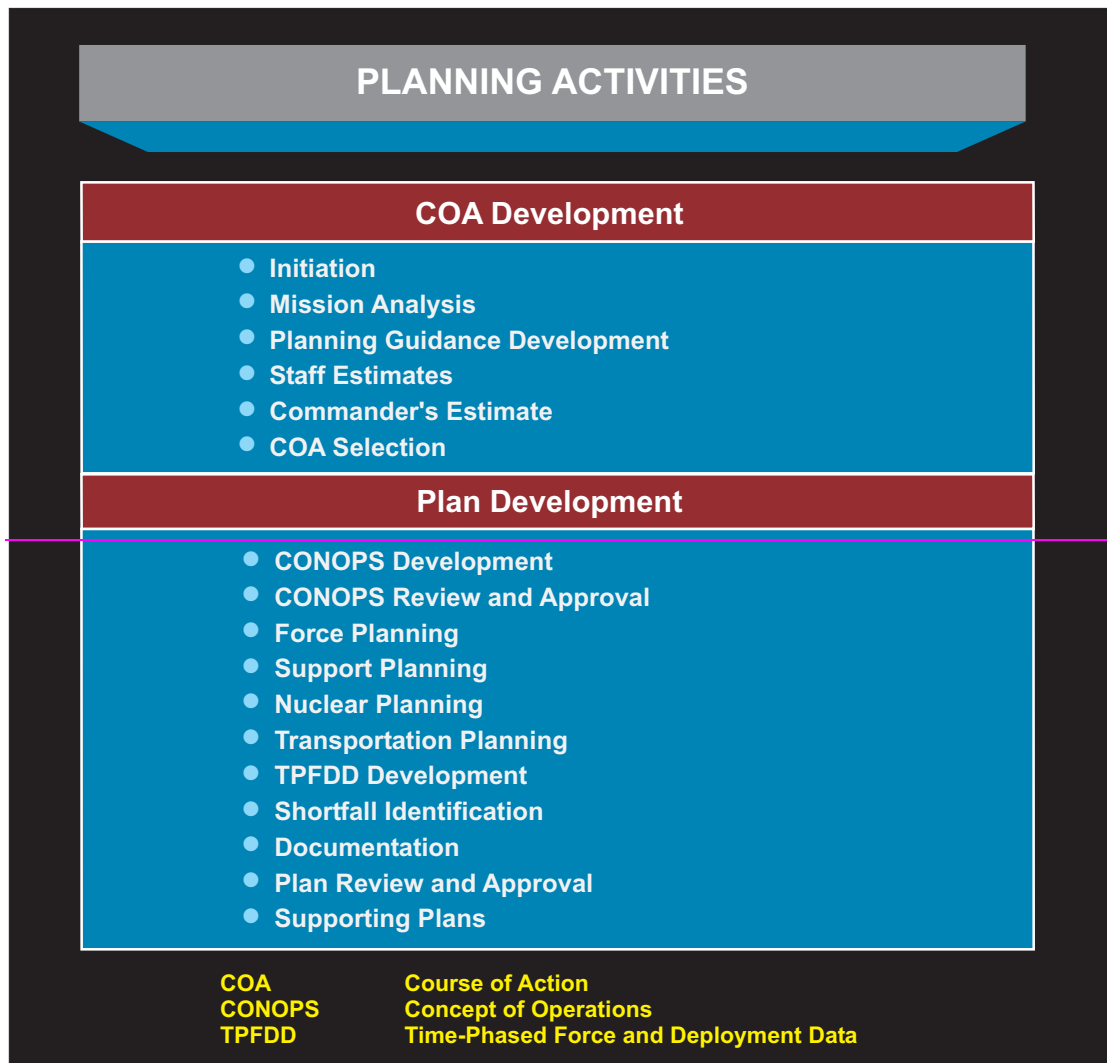 PLANNING ACTIVITIES
COA Development
Initiation
Mission Analysis
Planning Guidance Development
Staff Estimates
Commander's Estimate
COA Selection
Plan Development
CONOPS Development
CONOPS Review and Approval
Force Planning
Support Planning
Nuclear Planning
Transportation Planning
TPFDD Development
Shortfall Identification
Documentation
Plan Review and Approval
Supporting Plans
COA Course of Action
CONOPS Concept of Operations
TPFDD Time-Phased Force and Deployment Data